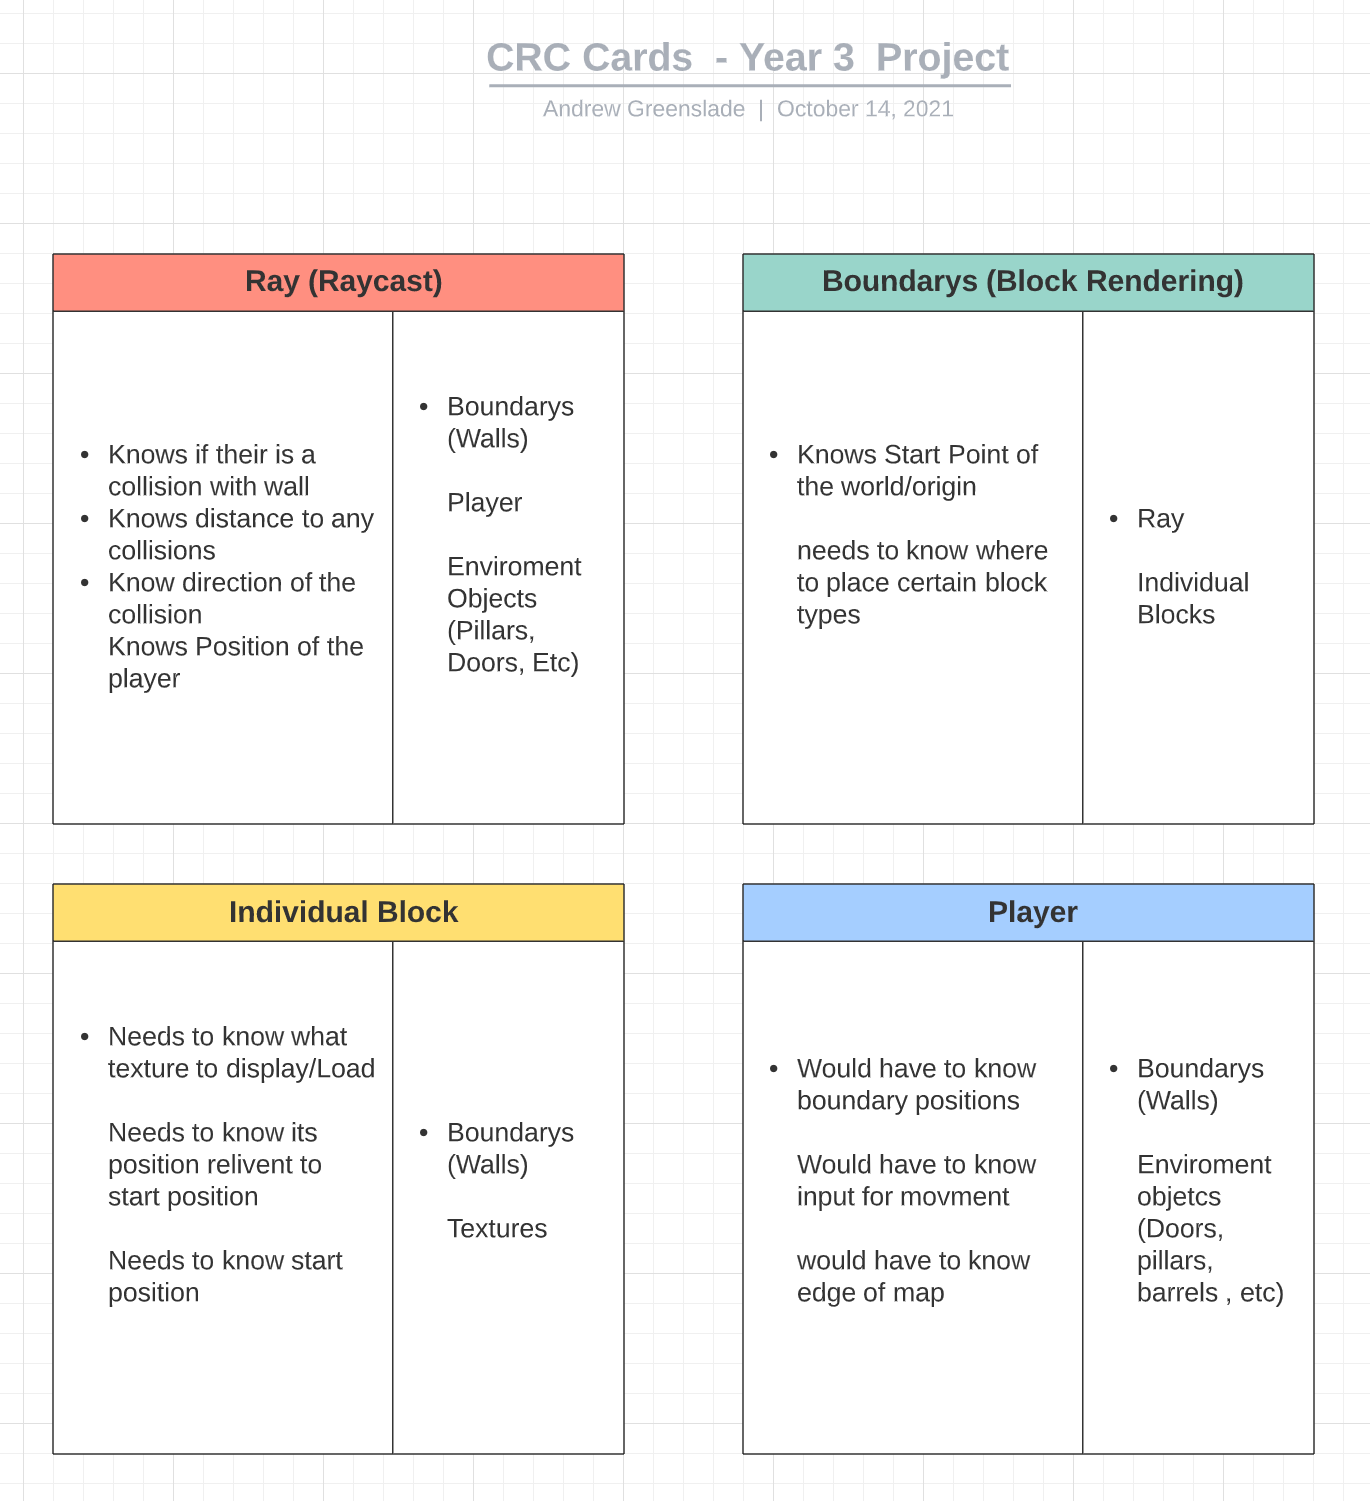 CRC Cards  - Year 3  Project
Andrew Greenslade  |  October 14, 2021
Ray (Raycast)
• Knows if their is a
collision with wall
• Knows distance to any
collisions
• Know direction of the
collision
Knows Position of the
player
• Boundarys
(Walls)
Player
Enviroment
Objects
(Pillars,
Doors, Etc)
Boundarys (Block Rendering)
• Knows Start Point of
the world/origin
needs to know where
to place certain block
types
• Ray
Individual
Blocks
Individual Block
• Needs to know what
texture to display/Load
Needs to know its
position relivent to
start position
Needs to know start
position
• Boundarys
(Walls)
Textures
Player
• Would have to know
boundary positions
Would have to know
input for movment
would have to know
edge of map
• Boundarys
(Walls)
Enviroment
objetcs
(Doors,
pillars,
barrels , etc)